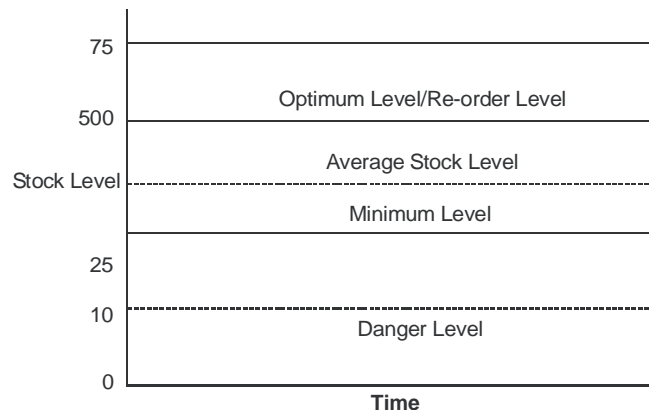 75
Optimum Level/Re-order Level
500
Average Stock Level
Stock Level
Minimum Level
25
10
Danger Level
0
Time